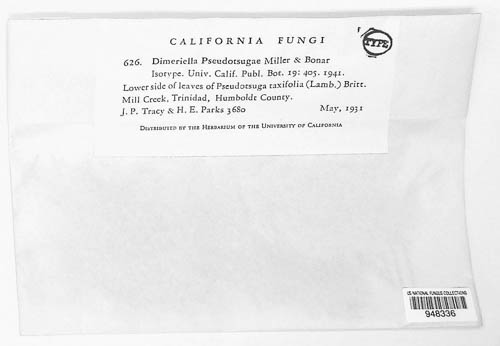 CALIFORNIA FUNGI
TYPE
626. Dimeriella Pseudotsugae Miller & Bonar
Isotype. Univ. Calif. Publ. Bot. 19: 405. 1941.
Lower side of leaves of Pseudotsuga taxifolia (Lamb.) Britt.
Mill Creek, Trinidad, Humboldt County.
J. P. Tracy & H. E. Parks 3680 May, 1931
Distributed by the Herbarium of the University of California
US NATIONAL FUNGUS COLLECTIONS
948336